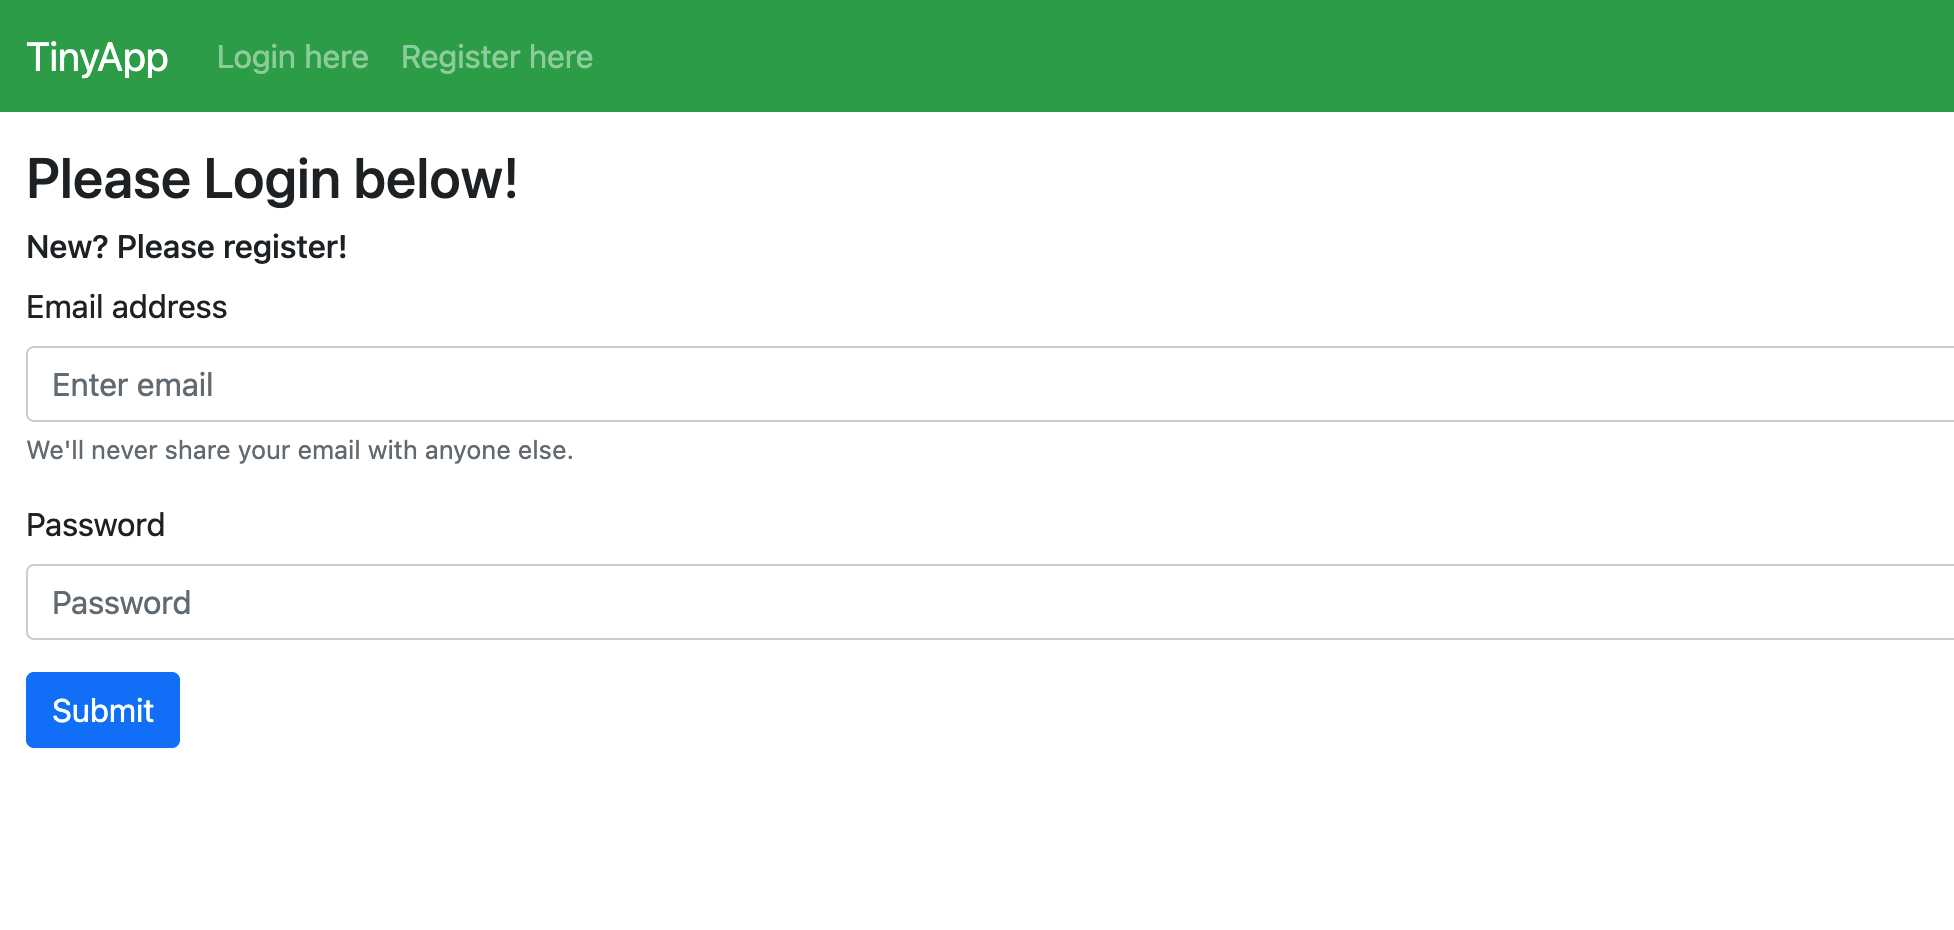 TinyApp Login here Register here
Please Login below!
New? Please register!
Email address
Enter email
We'll never share your email with anyone else.
Password
Password
Submit